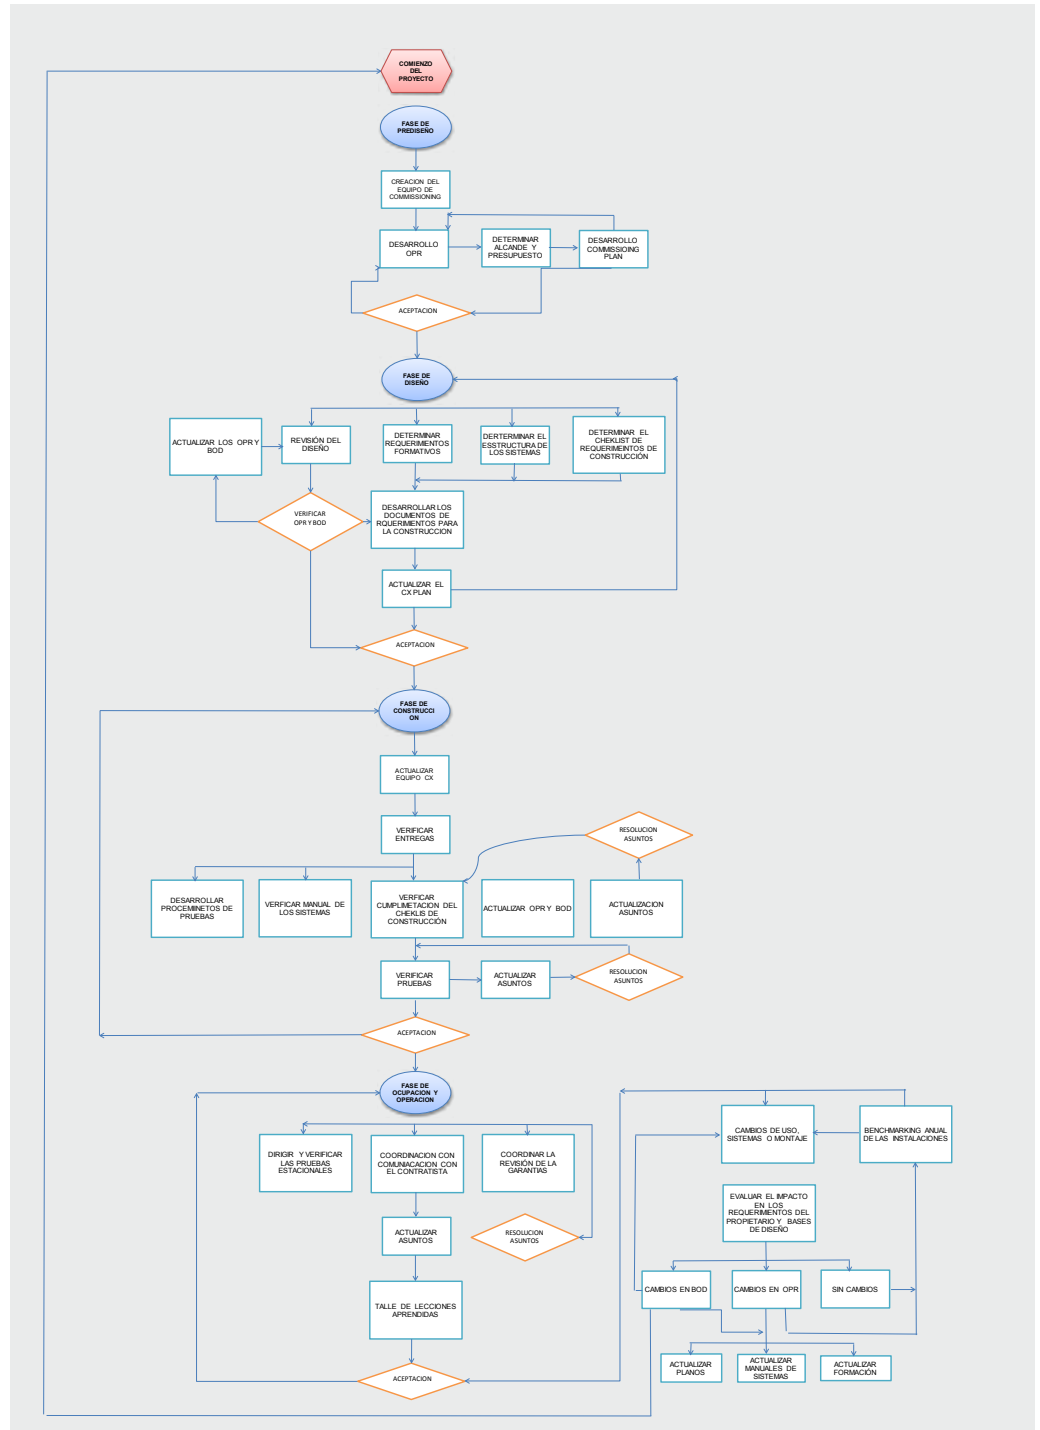 COMIENZO
DEL
PROYECTO
FASE DE
PREDISEÑO
CREACION DEL
EQUIPO DE
COMMISSIONING
DESARROLLO
OPR
DETERMINAR
ALCANDE Y
PRESUPUESTO
DESARROLLO
COMMISSIOING
PLAN
ACEPTACION
FASE DE
DISEÑO
ACTUALIZAR LOS OPR Y
BOD
REVISIÓN DEL
DISEÑO
DETERMINAR
REQUERIMIENTOS
FORMATIVOS
DERTERMINAR EL
ESSTRUCTURA DE
LOS SISTEMAS
DETERMINAR EL
CHEKLIST DE
REQUERIMEINTOS DE
CONSTRUCCIÓN
VERIFICAR
OPR Y BOD
DESARROLLAR LOS
DOCUMENTOS DE
RQUERIMIENTOS PARA
LA CONSTRUCCION
ACTUALIZAR EL
CX PLAN
ACEPTACION
FASE DE
CONSTRUCCI
ON
ACTUALIZAR
EQUIPO CX
VERIFICAR
ENTREGAS
RESOLUCION
ASUNTOS
DESARROLLAR
PROCEMINETOS DE
PRUEBAS
VERFICAR MANUAL DE
LOS SISTEMAS
VERFICAR
CUMPLIMETACION DEL
CHEKLIS DE
CONSTRUCCIÓN
ACTUALIZAR OPR Y BOD
ACTUALIZACION
ASUNTOS
VERIFICAR
PRUEBAS
ACTUALIZAR
ASUNTOS
RESOLUCION
ASUNTOS
ACEPTACION
FASE DE
OCUPACION Y
OPERACION
CAMBIOS DE USO,
SISTEMAS O MONTAJE
BENCHMARKING ANUAL
DE LAS INSTALACIONES
DIRIGIR Y VERIFICAR
LAS PRUEBAS
ESTACIONALES
COORDINACION CON
COMUNIACACION CON
EL CONTRATISTA
COORDINAR LA
REVISIÓN DE LA
GARANTIAS
EVALUAR EL IMPACTO
EN LOS
REQUERIMIENTOS DEL
PROPIETARIO Y BASES
DE DISEÑO
ACTUALIZAR
ASUNTOS
RESOLUCION
ASUNTOS
CAMBIOS EN BOD
CAMBIOS EN OPR
SIN CAMBIOS
TALLE DE LECCIONES
APRENDIDAS
ACTUALIZAR
PLANOS
ACTUALIZAR
MANUALES DE
SISTEMAS
ACTUALIZAR
FORMACIÓN
ACEPTACION